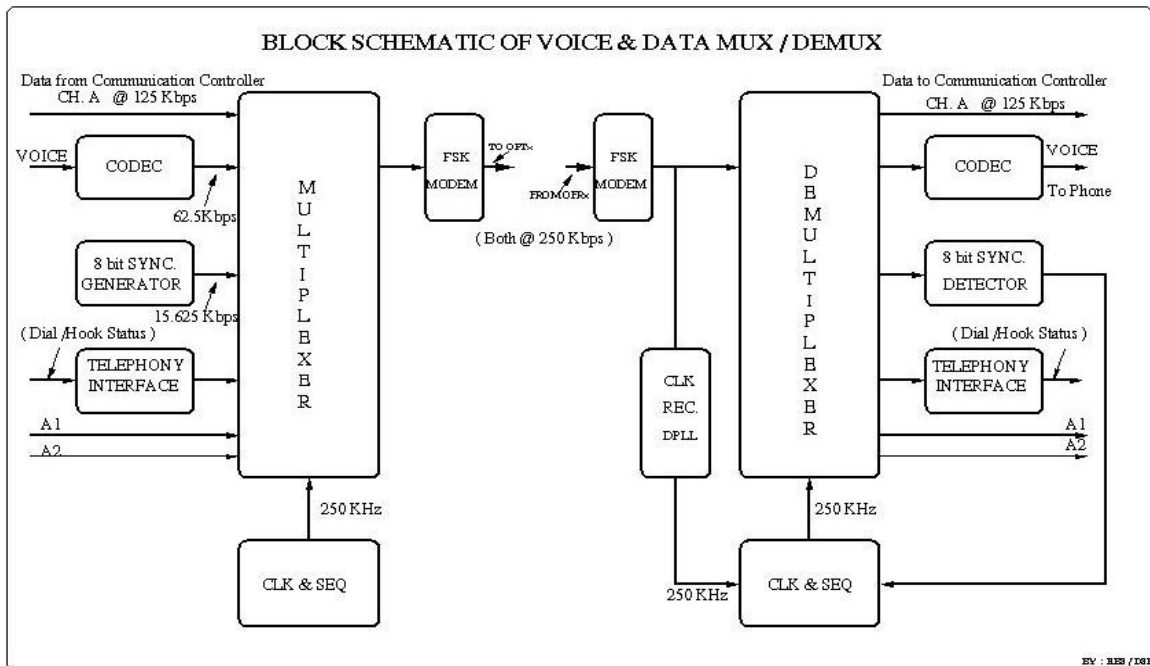 BLOCK SCHEMATIC OF VOICE & DATA MUX / DEMUX
Data from Communication Controller
CH. A @ 125 Kbps
VOICE
CODEC
62.5Kbps
8 bit SYNC.
GENERATOR
15.625 Kbps
( Dial /Hook Status )
TELEPHONY
INTERFACE
A1
A2
MULTIPLEXER
250 KHz
CLK & SEQ
FSK
MODEM
TO OFTx
FROM OFRx
FSK
MODEM
( Both @ 250 Kbps )
CLK
REC.
DPLL
250 KHz
DEMULTIPLEXER
250 KHz
CLK & SEQ
Data to Communication Controller
CH. A @ 125 Kbps
CODEC
VOICE
To Phone
8 bit SYNC.
DETECTOR
(Dial /Hook Status )
TELEPHONY
INTERFACE
A1
A2
BY :